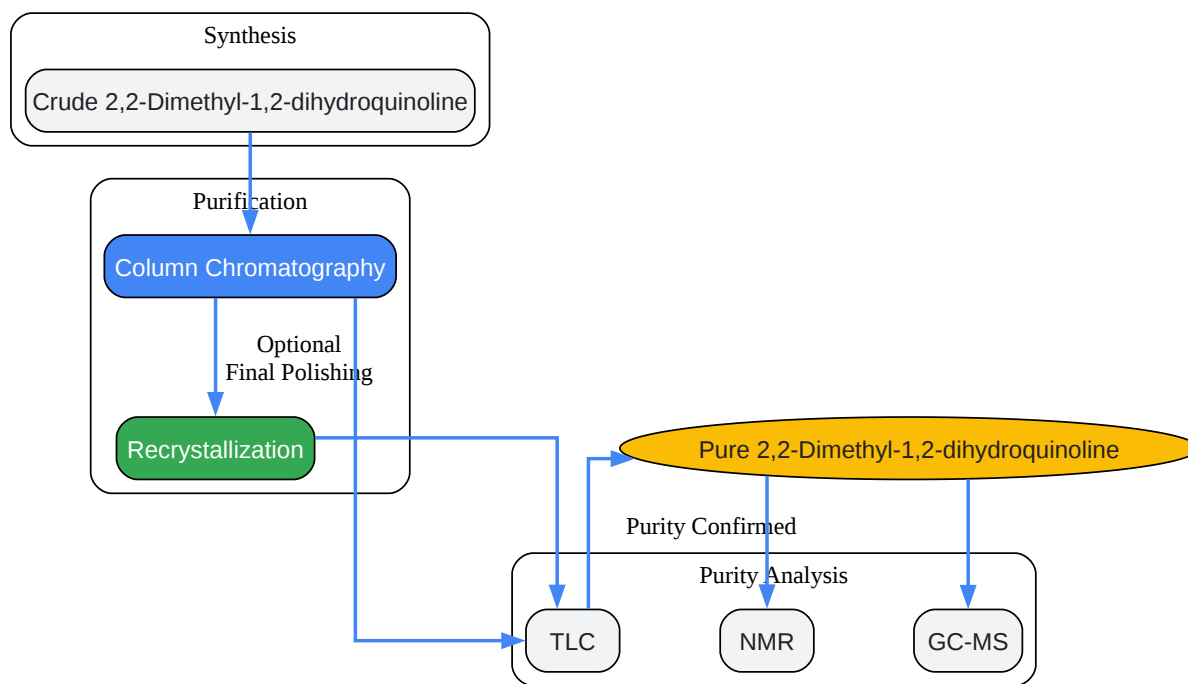 Synthesis
Crude 2,2-Dimethyl-1,2-dihydroquinoline
Purification
Column Chromatography
Optional
Final Polishing
Recrystallization
Pure 2,2-Dimethyl-1,2-dihydroquinoline
Purity Confirmed
Purity Analysis
TLC
NMR
GC-MS